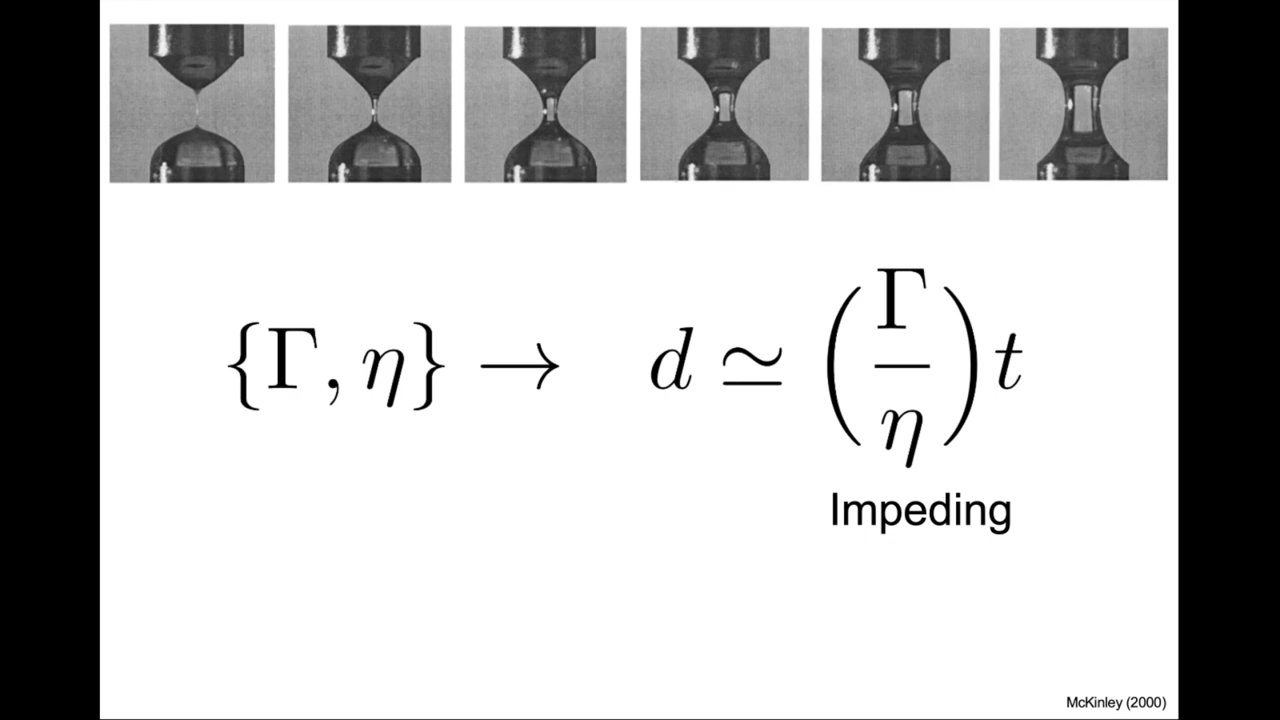 {Γ, η} → d ≃ (Γ/η) t
Impeding
McKinley (2000)